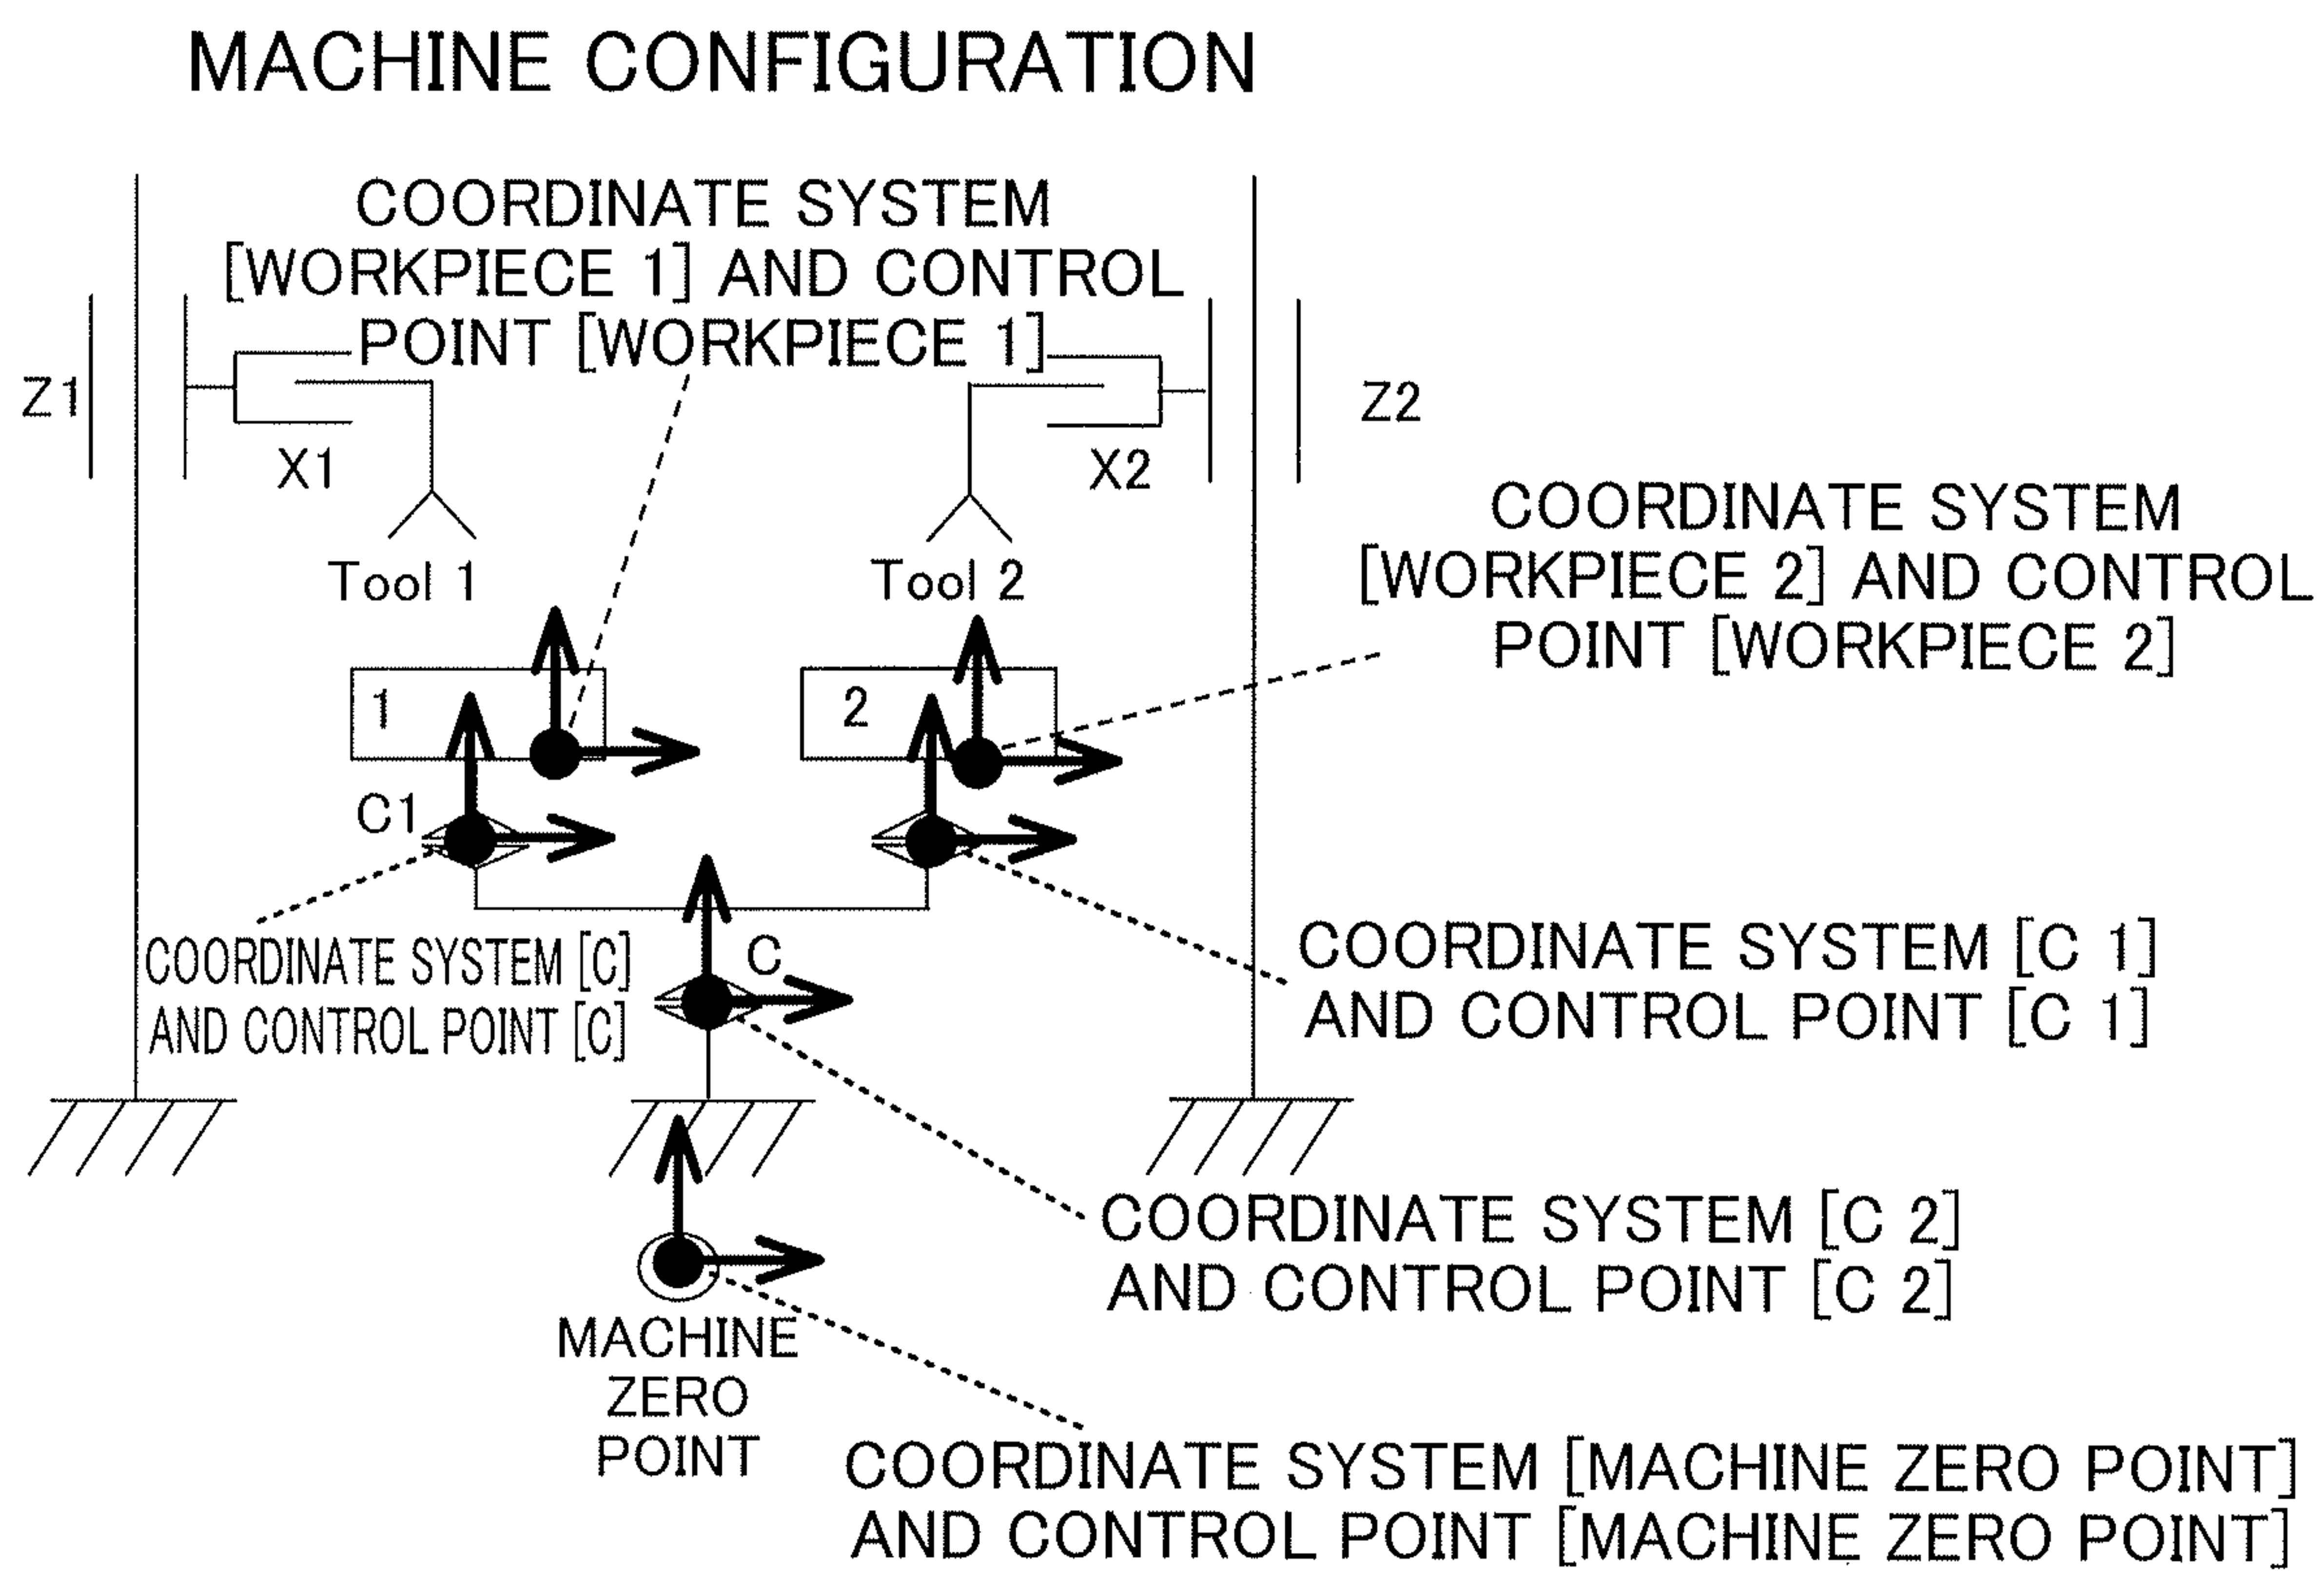 MACHINE CONFIGURATION
COORDINATE SYSTEM
[WORKPIECE 1] AND CONTROL
POINT [WORKPIECE 1]
Z1
X1
Tool 1
Z2
X2
Tool 2
COORDINATE SYSTEM
[WORKPIECE 2] AND CONTROL
POINT [WORKPIECE 2]
1
2
C1
C
COORDINATE SYSTEM [C]
AND CONTROL POINT [C]
COORDINATE SYSTEM [C 1]
AND CONTROL POINT [C 1]
COORDINATE SYSTEM [C 2]
AND CONTROL POINT [C 2]
MACHINE
ZERO
POINT
COORDINATE SYSTEM [MACHINE ZERO POINT]
AND CONTROL POINT [MACHINE ZERO POINT]